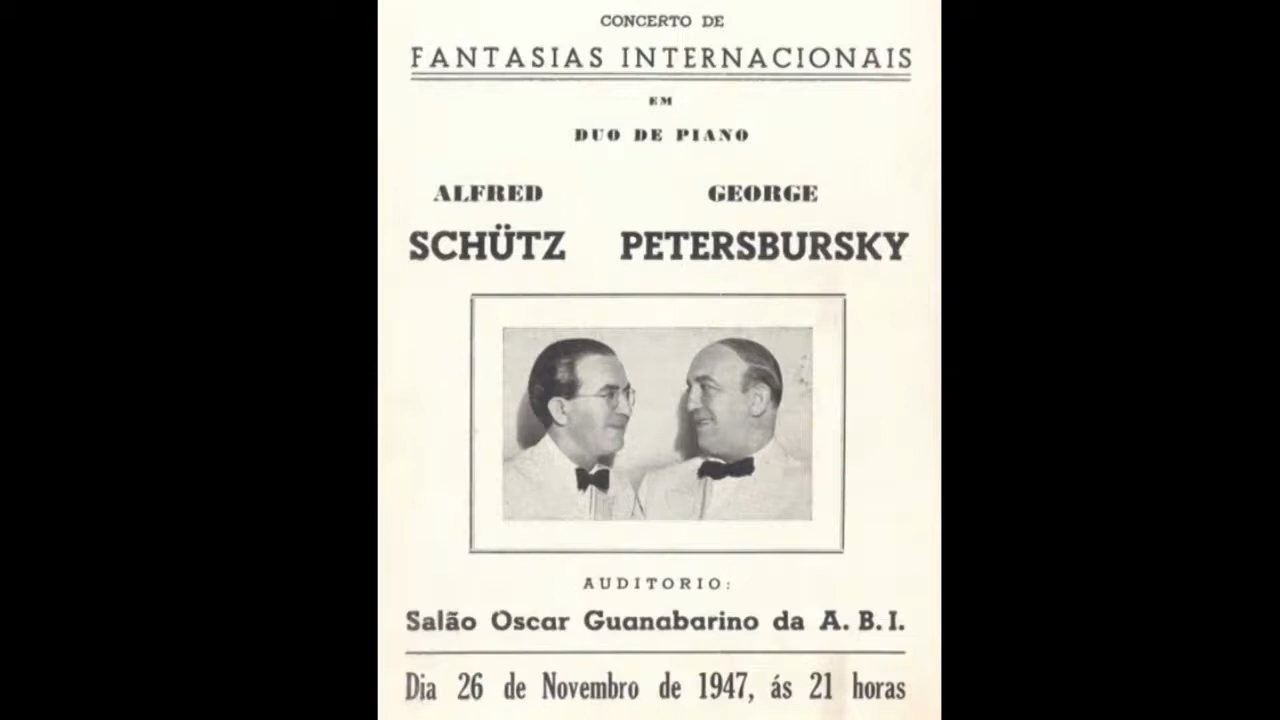 CONCERTO DE
FANTASIAS INTERNACIONAIS
EM
DUO DE PIANO
ALFRED GEORGE
SCHÜTZ PETERSBURSKY
AUDITORIO:
Salão Oscar Guanabarino da A. B. I.
Dia 26 de Novembro de 1947, ás 21 horas